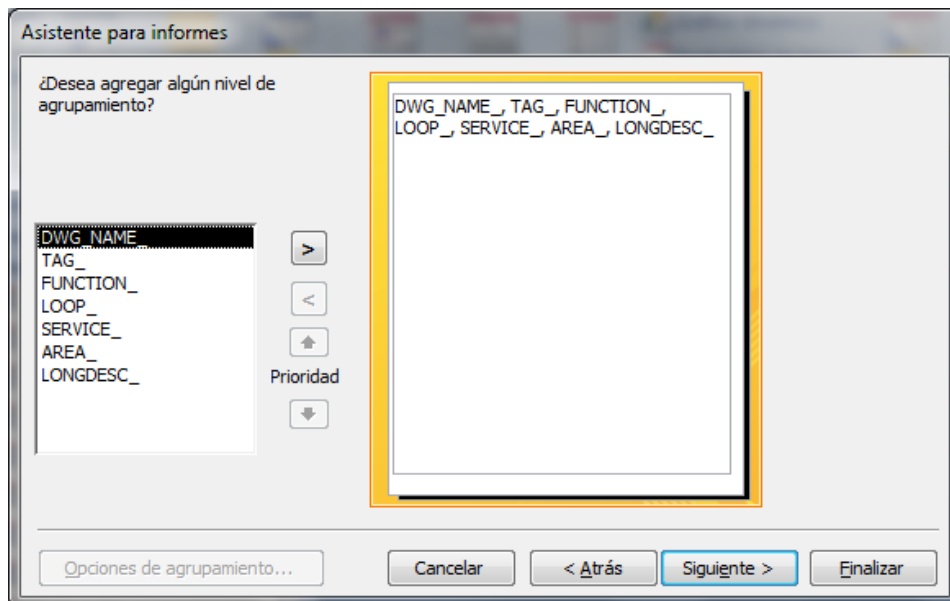 Asistente para informes
¿Desea agregar algún nivel de
agrupamiento?
DWG_NAME_, TAG_, FUNCTION_,
LOOP_, SERVICE_, AREA_, LONGDESC_
DWG_NAME_
TAG_
FUNCTION_
LOOP_
SERVICE_
AREA_
LONGDESC_
>
<
Prioridad
Opciones de agrupamiento...
Cancelar
< Atrás
Siguiente >
Finalizar